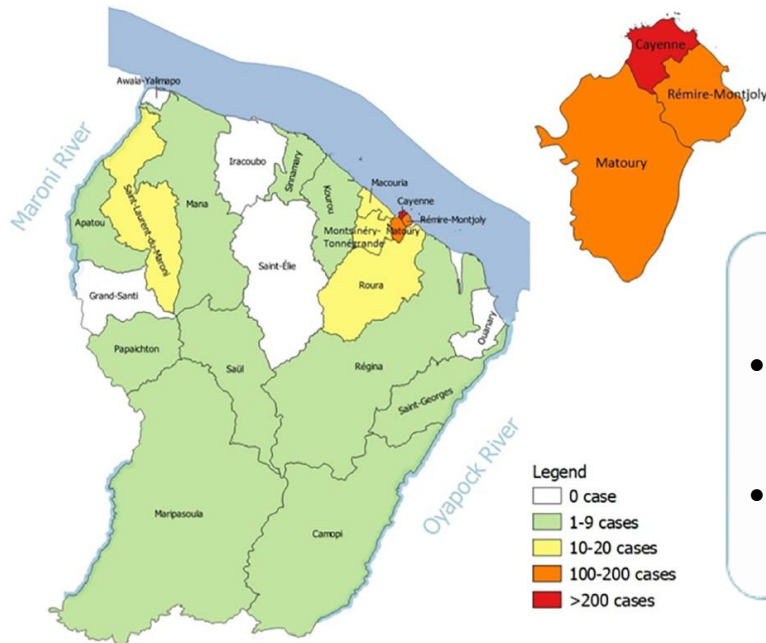 Cayenne
Rémire-Montjoly
Matoury
Awala-Yalimapo
Maroni River
Iracoubo
Sinnamary
Macouria
Kourou
Cayenne
Rémire-Montjoly
Saint-Laurent-du-Maroni
Mana
Apatou
Montsinéry-
Tonnégrande
Matoury
Saint-Élie
Grand-Santi
Roura
Ouanary
Papaichton
Saül
Régina
Saint-Georges
Oyapock River
Maripasoula
Camopi
Legend
0 case
1-9 cases
10-20 cases
100-200 cases
>200 cases